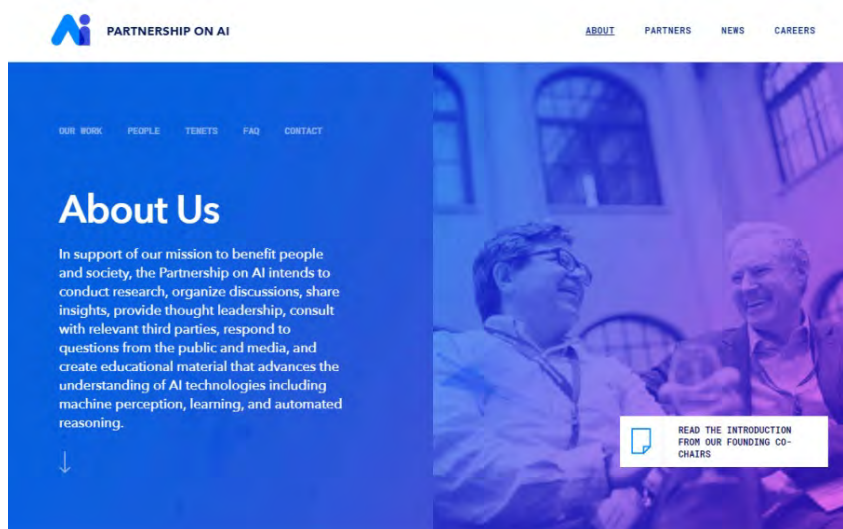 Ai PARTNERSHIP ON AI
ABOUT PARTNERS NEWS CAREERS
OUR WORK PEOPLE TENETS FAQ CONTACT
About Us
In support of our mission to benefit people
and society, the Partnership on AI intends to
conduct research, organize discussions, share
insights, provide thought leadership, consult
with relevant third parties, respond to
questions from the public and media, and
create educational material that advances the
understanding of AI technologies including
machine perception, learning, and automated
reasoning.
READ THE INTRODUCTION
FROM OUR FOUNDING CO-
CHAIRS